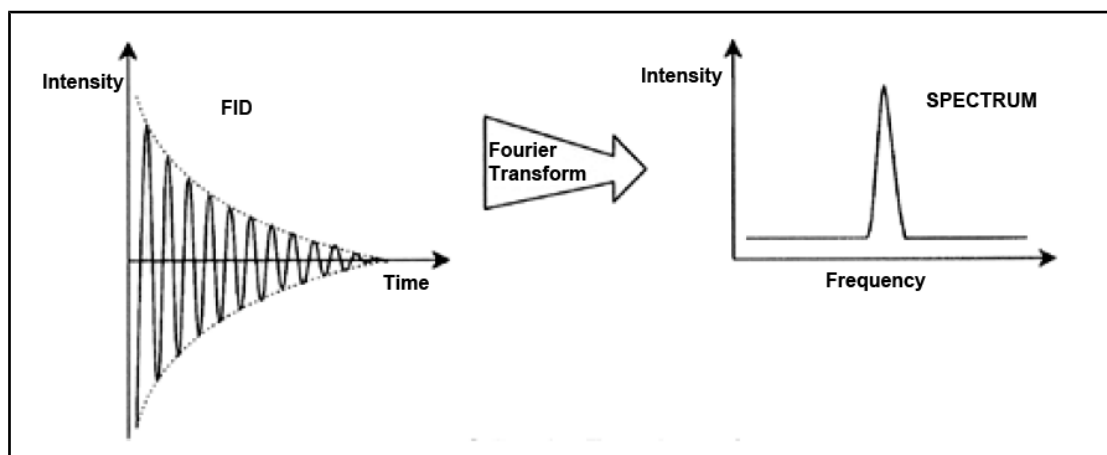 Intensity
FID
Time
Fourier
Transform
Intensity
SPECTRUM
Frequency